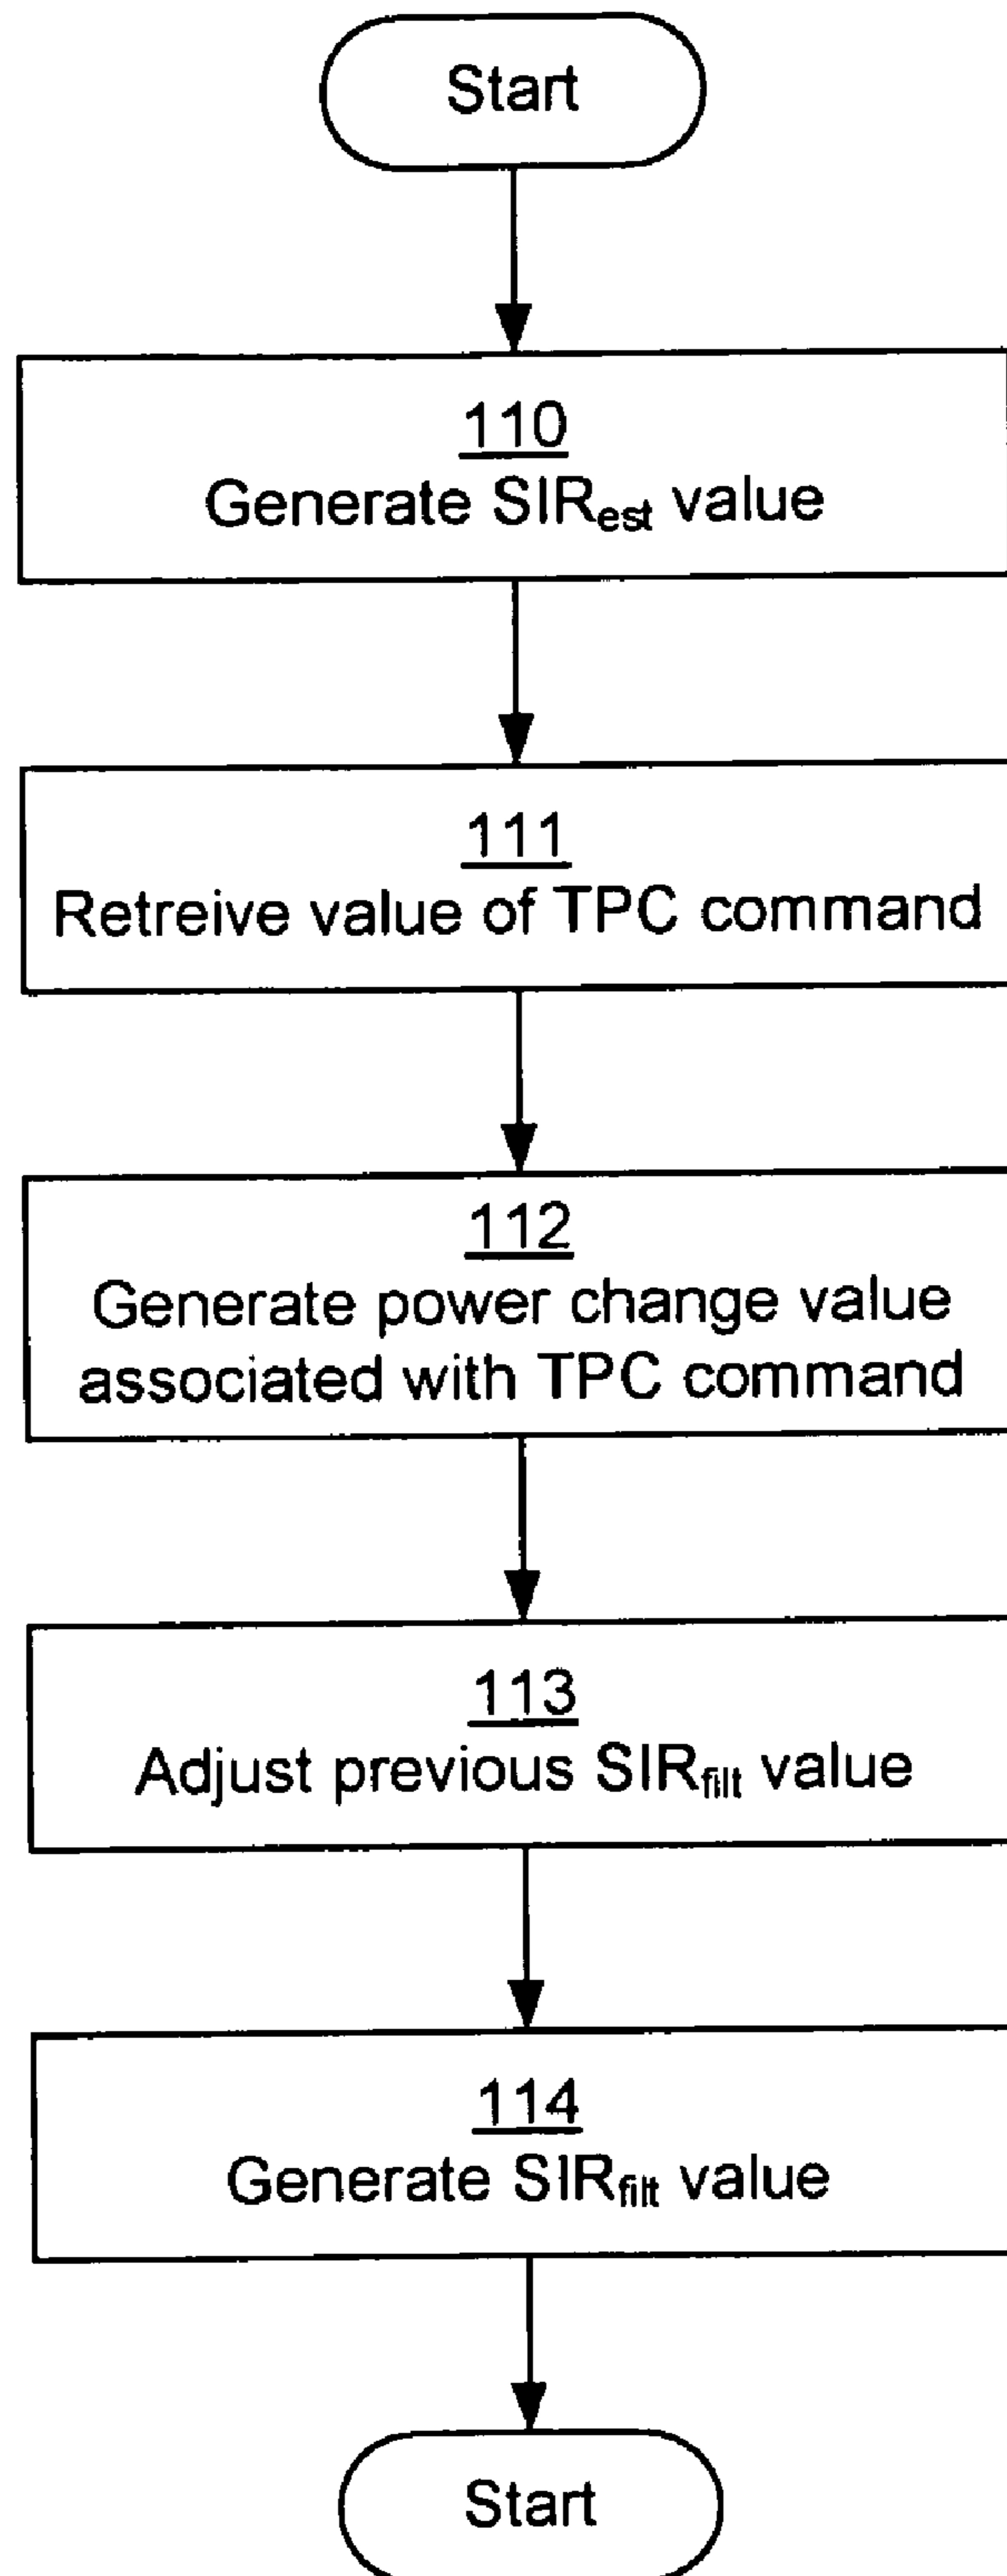 Start
110
Generate SIRest value
111
Retreive value of TPC command
112
Generate power change value
associated with TPC command
113
Adjust previous SIRfilt value
114
Generate SIRfilt value
Start